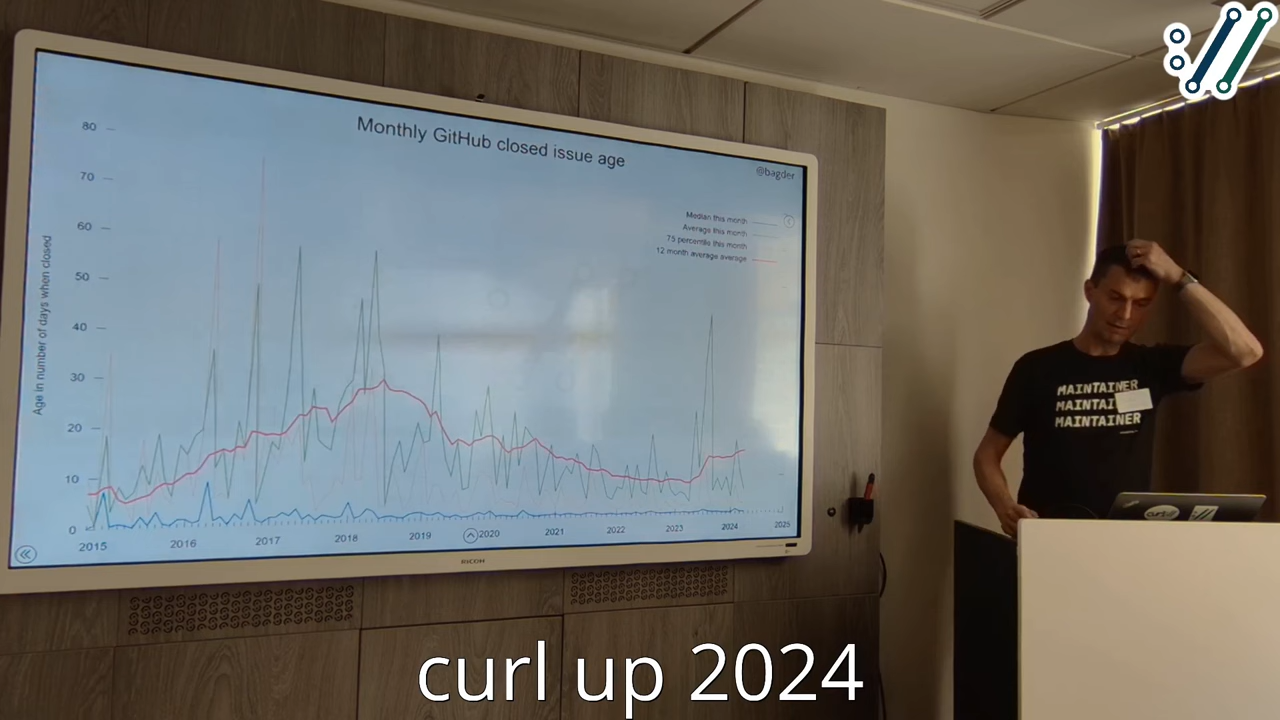 Monthly GitHub closed issue age
@bagder
Median this month
Average this month
75 percentile this month
12 month average average
Age in number of days when closed
80
70
60
50
40
30
20
10
0
2015
2016
2017
2018
2019
2020
2021
2022
2023
2024
2025
RICOH
MAINTAINER
MAINTAI
MAINTAINER
curl
curl up 2024